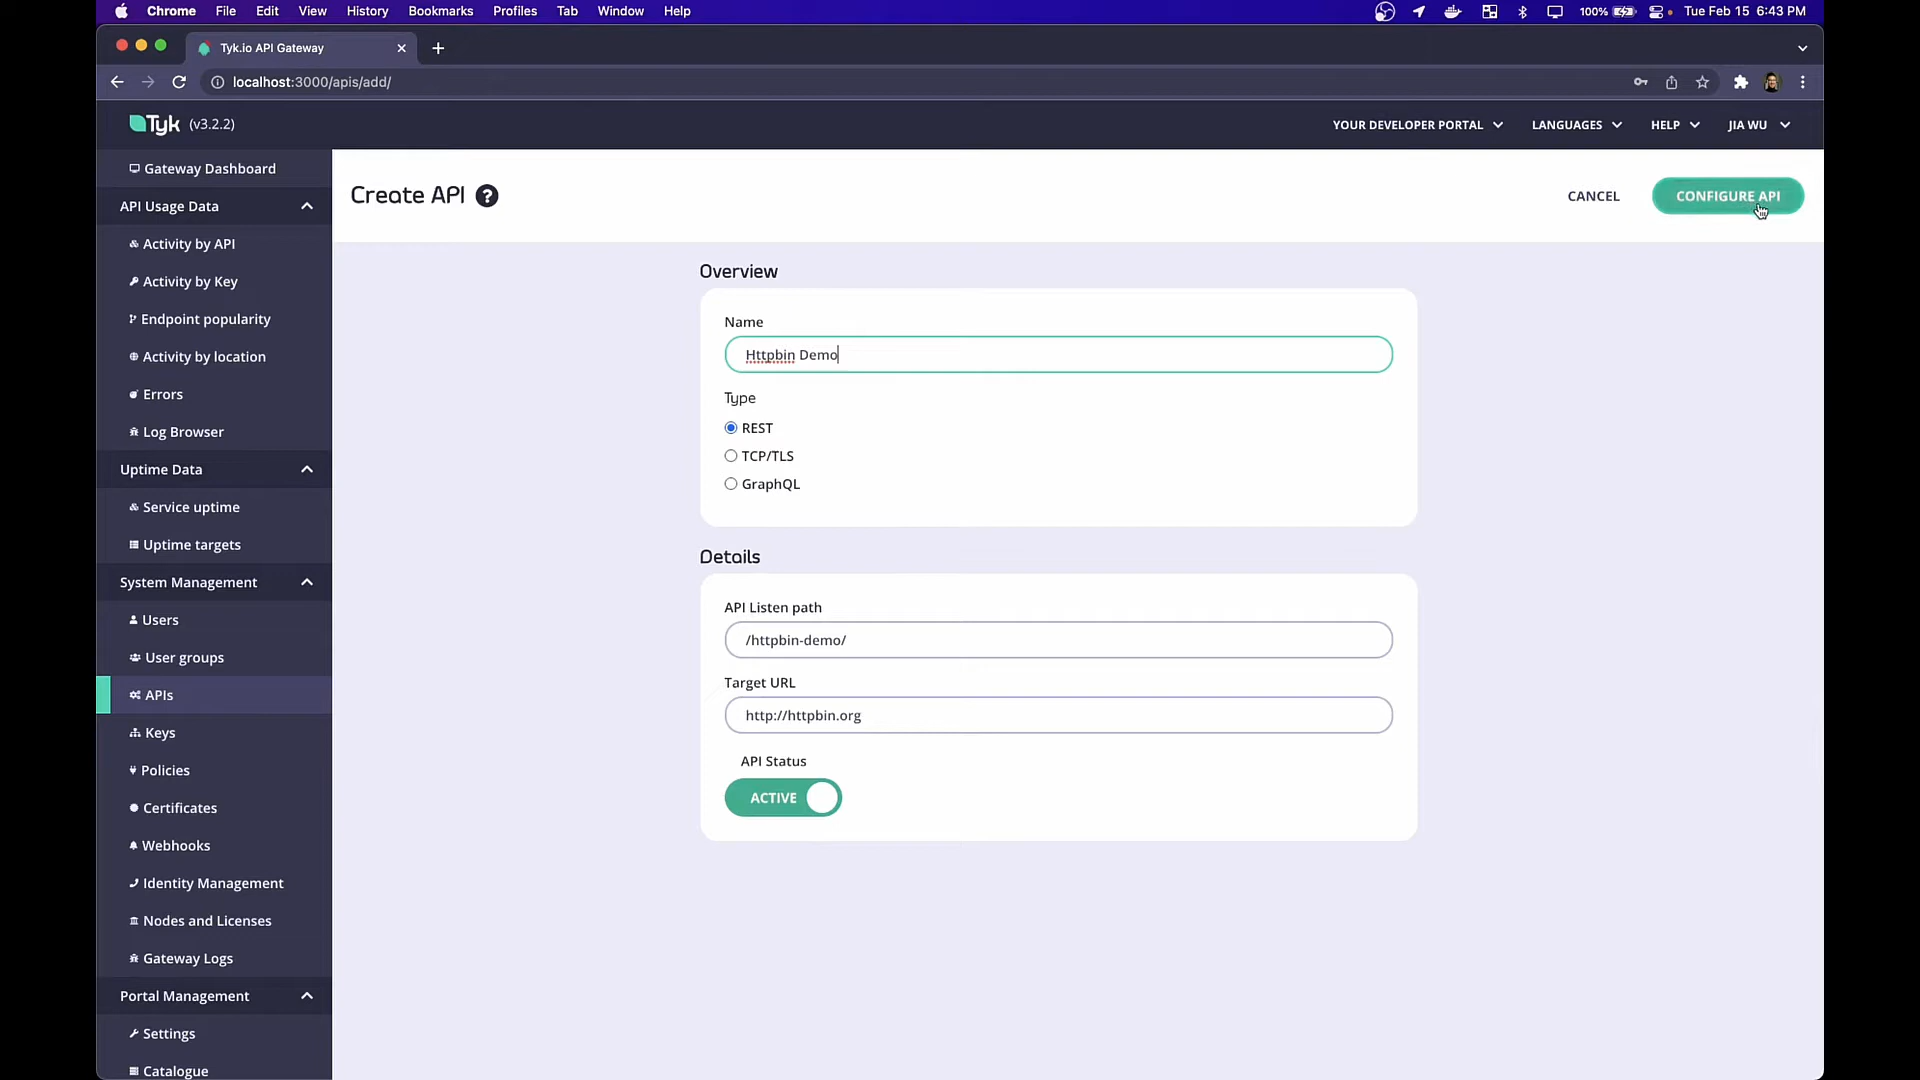 Chrome File Edit View History Bookmarks Profiles Tab Window Help
100% Tue Feb 15 6:43 PM
Tyk.io API Gateway
localhost:3000/apis/add/
Tyk (v3.2.2)
YOUR DEVELOPER PORTAL LANGUAGES HELP JIA WU
Gateway Dashboard
API Usage Data
Activity by API
Activity by Key
Endpoint popularity
Activity by location
Errors
Log Browser
Uptime Data
Service uptime
Uptime targets
System Management
Users
User groups
APIs
Keys
Policies
Certificates
Webhooks
Identity Management
Nodes and Licenses
Gateway Logs
Portal Management
Settings
Catalogue
Create API ?
CANCEL
CONFIGURE API
Overview
Name
Httpbin Demo
Type
REST
TCP/TLS
GraphQL
Details
API Listen path
/httpbin-demo/
Target URL
http://httpbin.org
API Status
ACTIVE